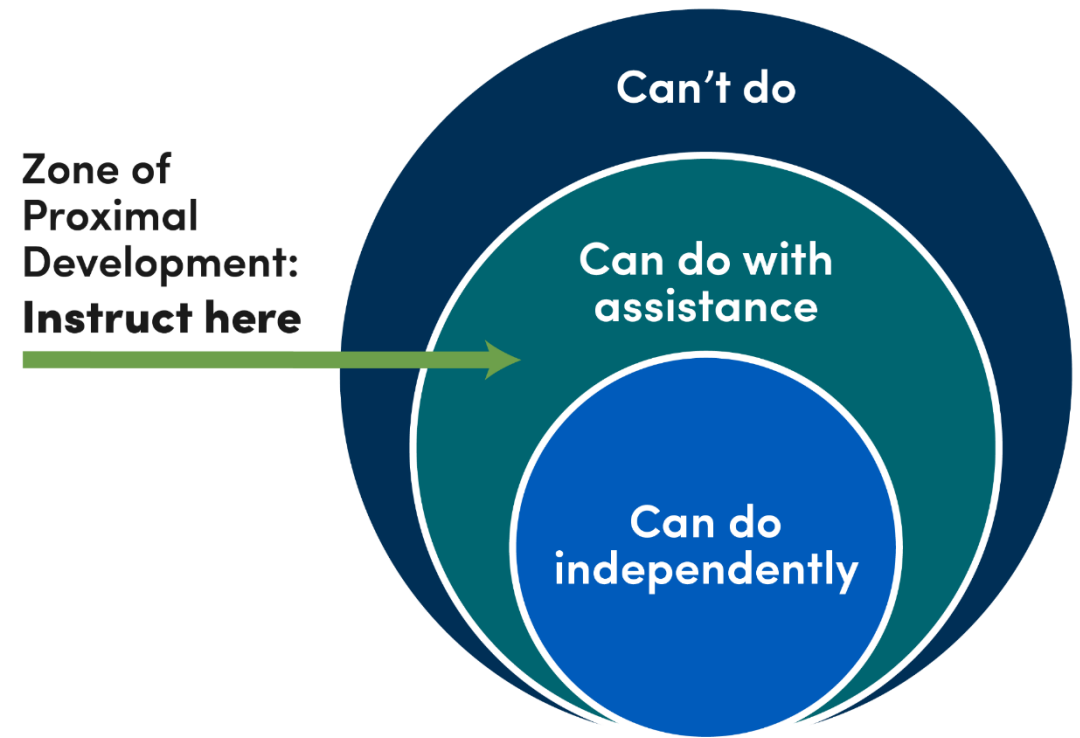 Zone of
Proximal
Development:
Instruct here
Can’t do
Can do with
assistance
Can do
independently